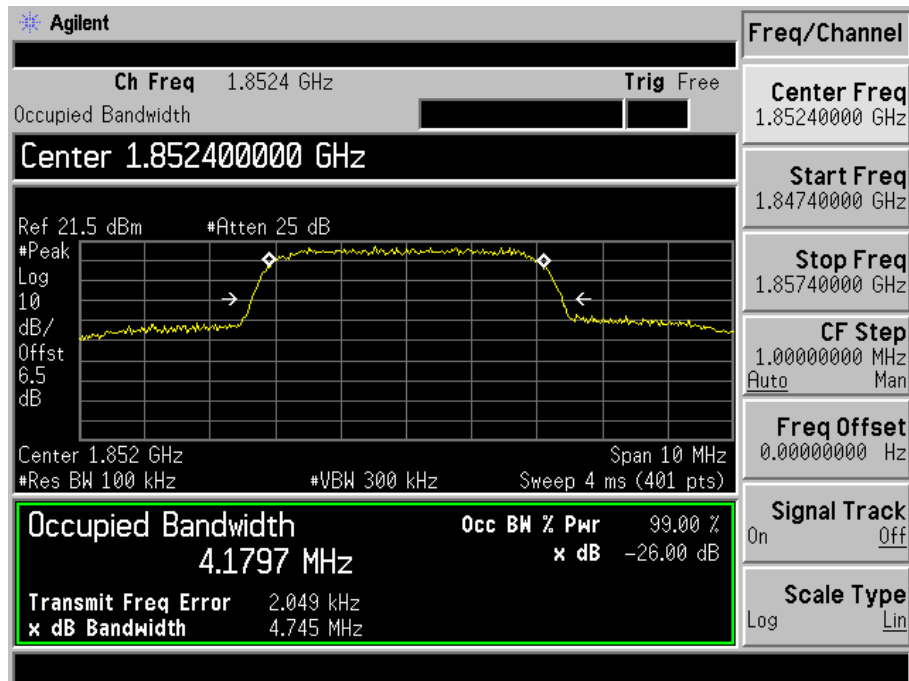 Agilent
Ch Freq 1.8524 GHz Trig Free
Occupied Bandwidth
Center 1.852400000 GHz
Ref 21.5 dBm #Atten 25 dB
#Peak
Log
10
dB/
Offst
6.5
dB
Center 1.852 GHz Span 10 MHz
#Res BW 100 kHz #VBW 300 kHz Sweep 4 ms (401 pts)
Occupied Bandwidth Occ BW % Pwr 99.00 %
4.1797 MHz x dB -26.00 dB
Transmit Freq Error 2.049 kHz
x dB Bandwidth 4.745 MHz
Freq/Channel
Center Freq
1.85240000 GHz
Start Freq
1.84740000 GHz
Stop Freq
1.85740000 GHz
CF Step
1.00000000 MHz
Auto Man
Freq Offset
0.00000000 Hz
Signal Track
On Off
Scale Type
Log Lin